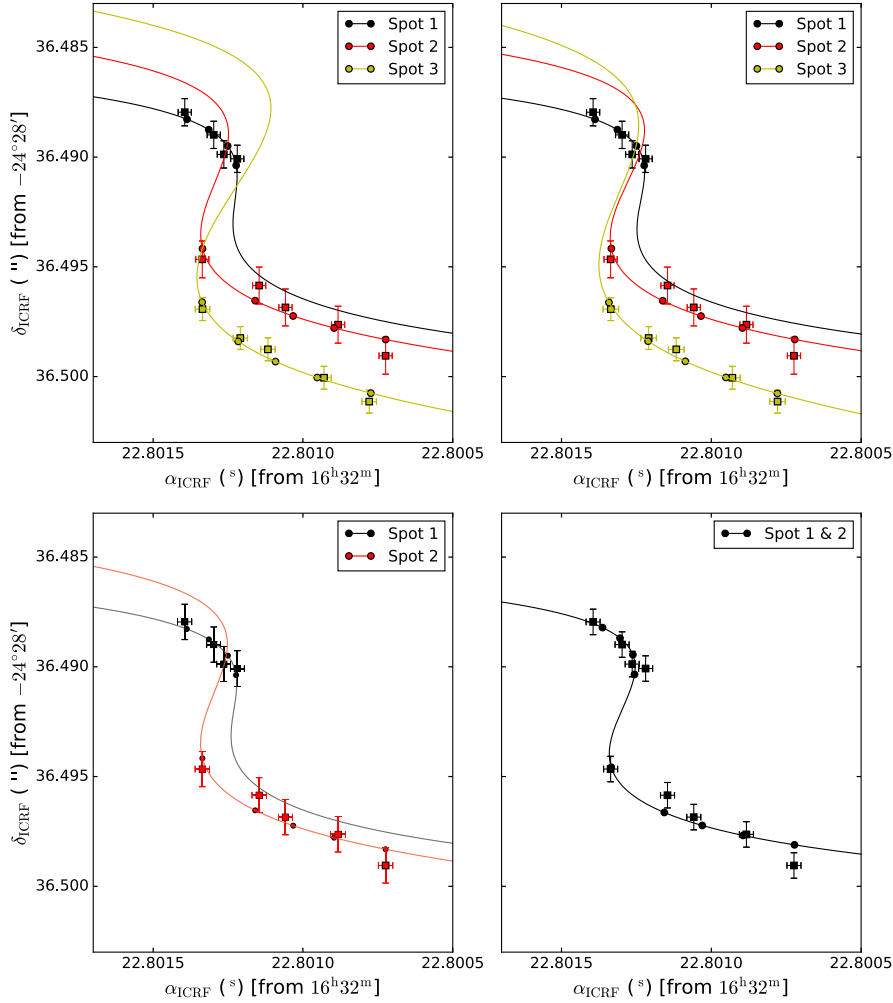 Spot 1
Spot 2
Spot 3
36.485
36.490
36.495
36.500
δICRF ( ") [from −24°28′]
22.8015
22.8010
22.8005
αICRF ( s) [from 16h32m]
Spot 1
Spot 2
Spot 3
22.8015
22.8010
22.8005
αICRF ( s) [from 16h32m]
Spot 1
Spot 2
36.485
36.490
36.495
36.500
δICRF ( ") [from −24°28′]
22.8015
22.8010
22.8005
αICRF ( s) [from 16h32m]
Spot 1 & 2
22.8015
22.8010
22.8005
αICRF ( s) [from 16h32m]